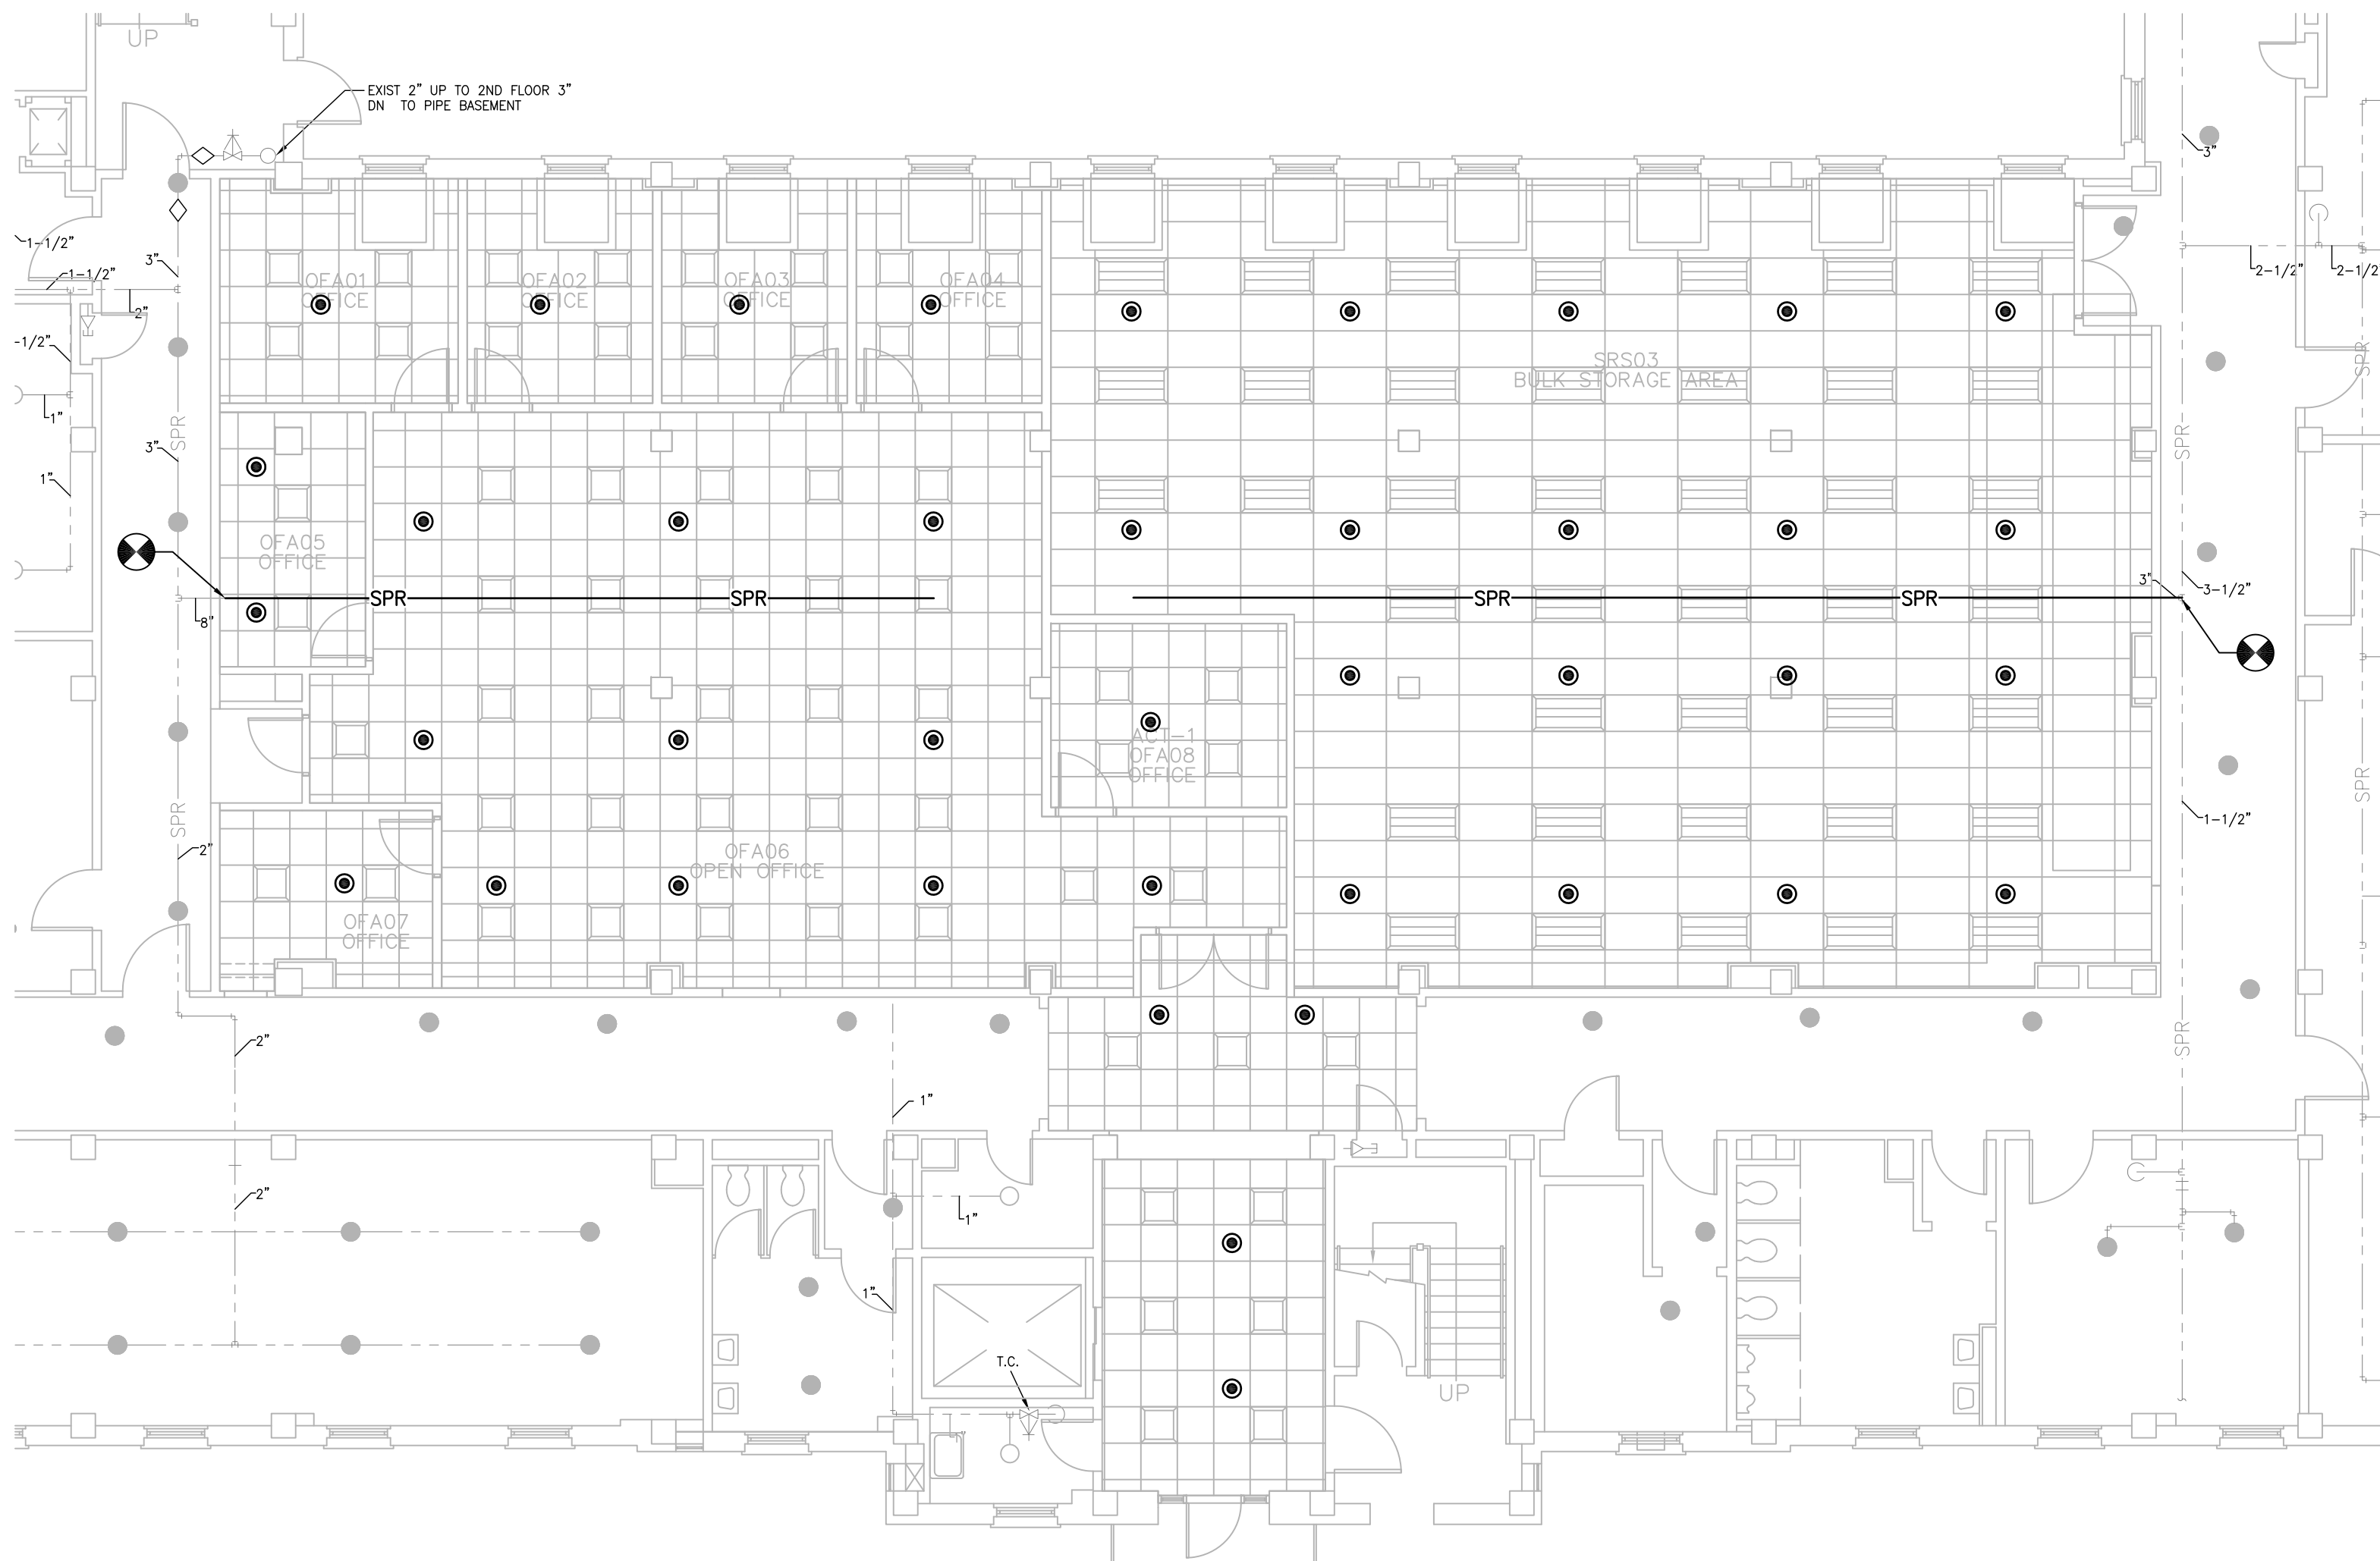 UP
EXIST 2" UP TO 2ND FLOOR 3"
DN TO PIPE BASEMENT
3"
1-1/2"
1-1/2"
3"
2"
2-1/2"
2-1/2"
OFA01
OFFICE
OFA02
OFFICE
OFA03
OFFICE
OFA04
OFFICE
-1/2"
SPR
SRS03
BULK STORAGE AREA
1"
SPR
3"
SPR
1"
OFA05
OFFICE
SPR
SPR
SPR
SPR
3"
3-1/2"
8"
ACT-1
OFA08
OFFICE
SPR
SPR
1-1/2"
2"
OFA06
OPEN OFFICE
OFA07
OFFICE
2"
SPR
1"
2"
1"
1"
T.C.
UP